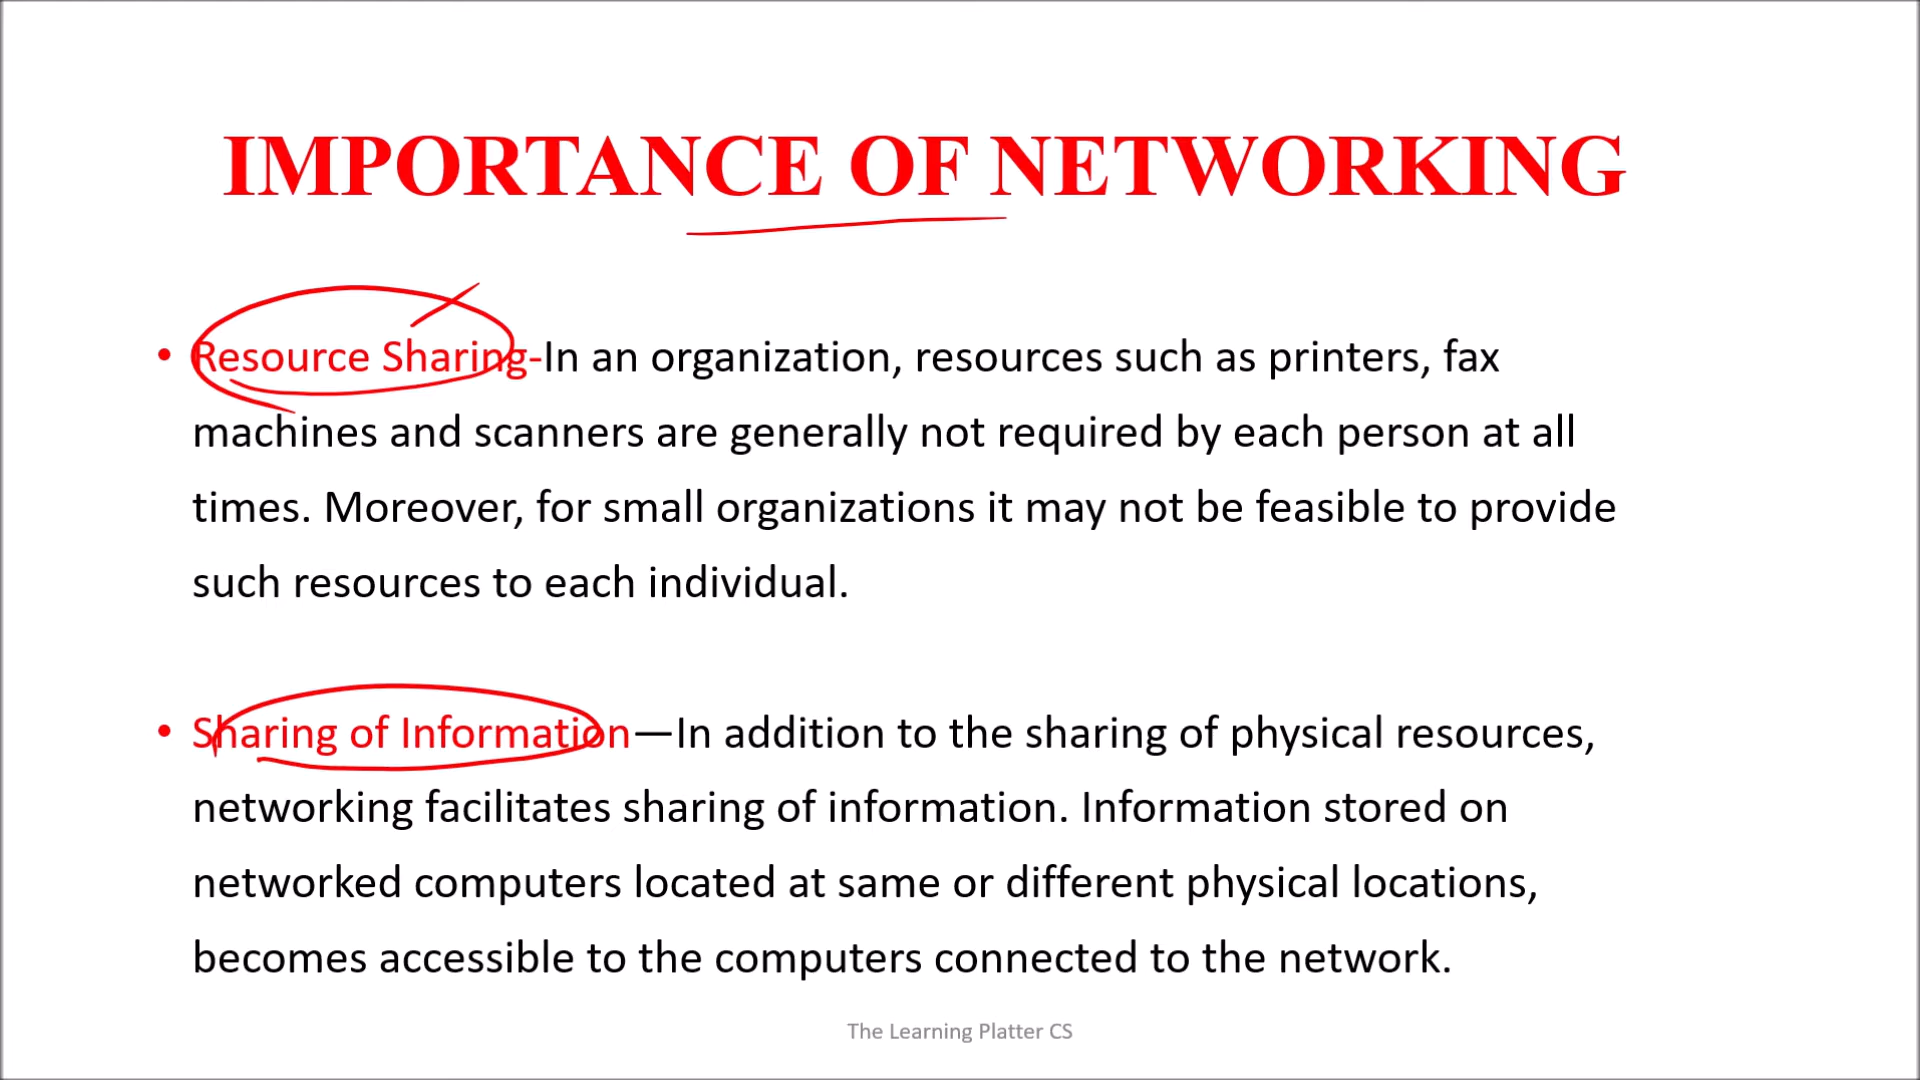 IMPORTANCE OF NETWORKING
• Resource Sharing-In an organization, resources such as printers, fax
machines and scanners are generally not required by each person at all
times. Moreover, for small organizations it may not be feasible to provide
such resources to each individual.
• Sharing of Information—In addition to the sharing of physical resources,
networking facilitates sharing of information. Information stored on
networked computers located at same or different physical locations,
becomes accessible to the computers connected to the network.
The Learning Platter CS